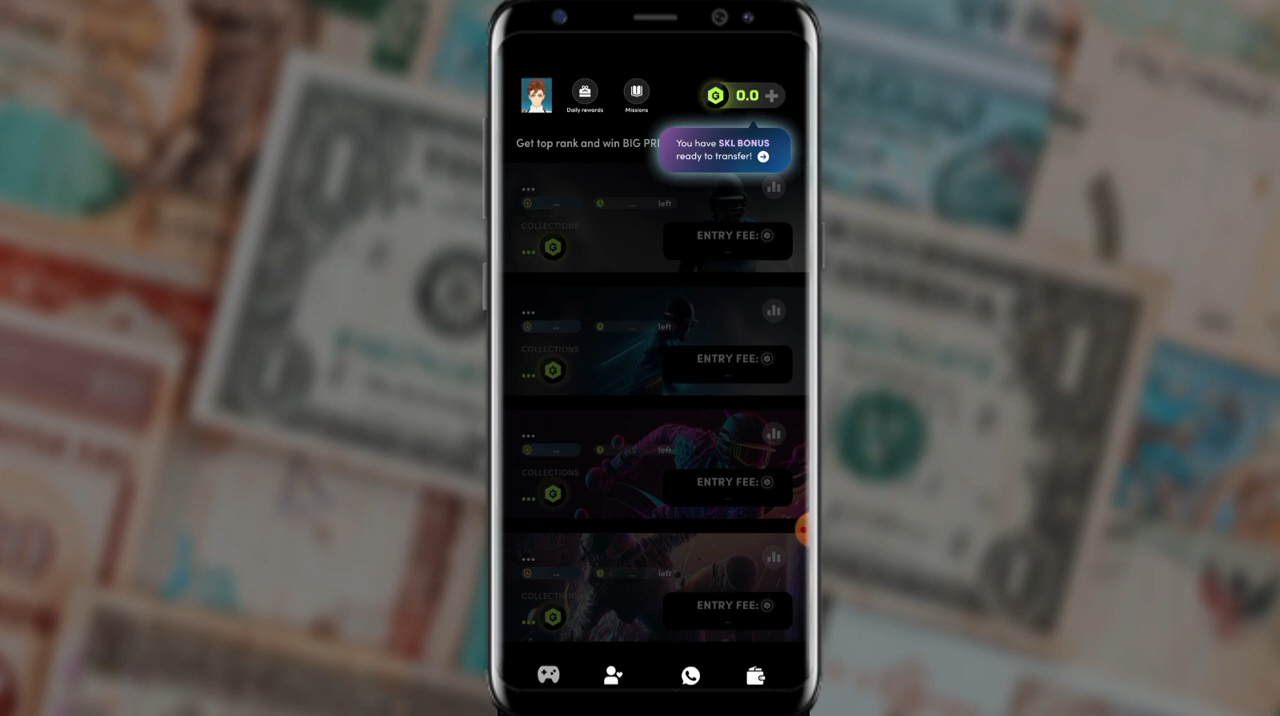 0.0
Daily rewards
Missions
Get top rank and win BIG PRI
You have SKL BONUS
ready to transfer!
...
...
...
left
COLLECTIONS
...
ENTRY FEE:
...
...
...
...
left
COLLECTIONS
...
ENTRY FEE:
...
...
...
...
left
COLLECTIONS
...
ENTRY FEE:
...
...
...
...
left
COLLECTIONS
...
ENTRY FEE:
...